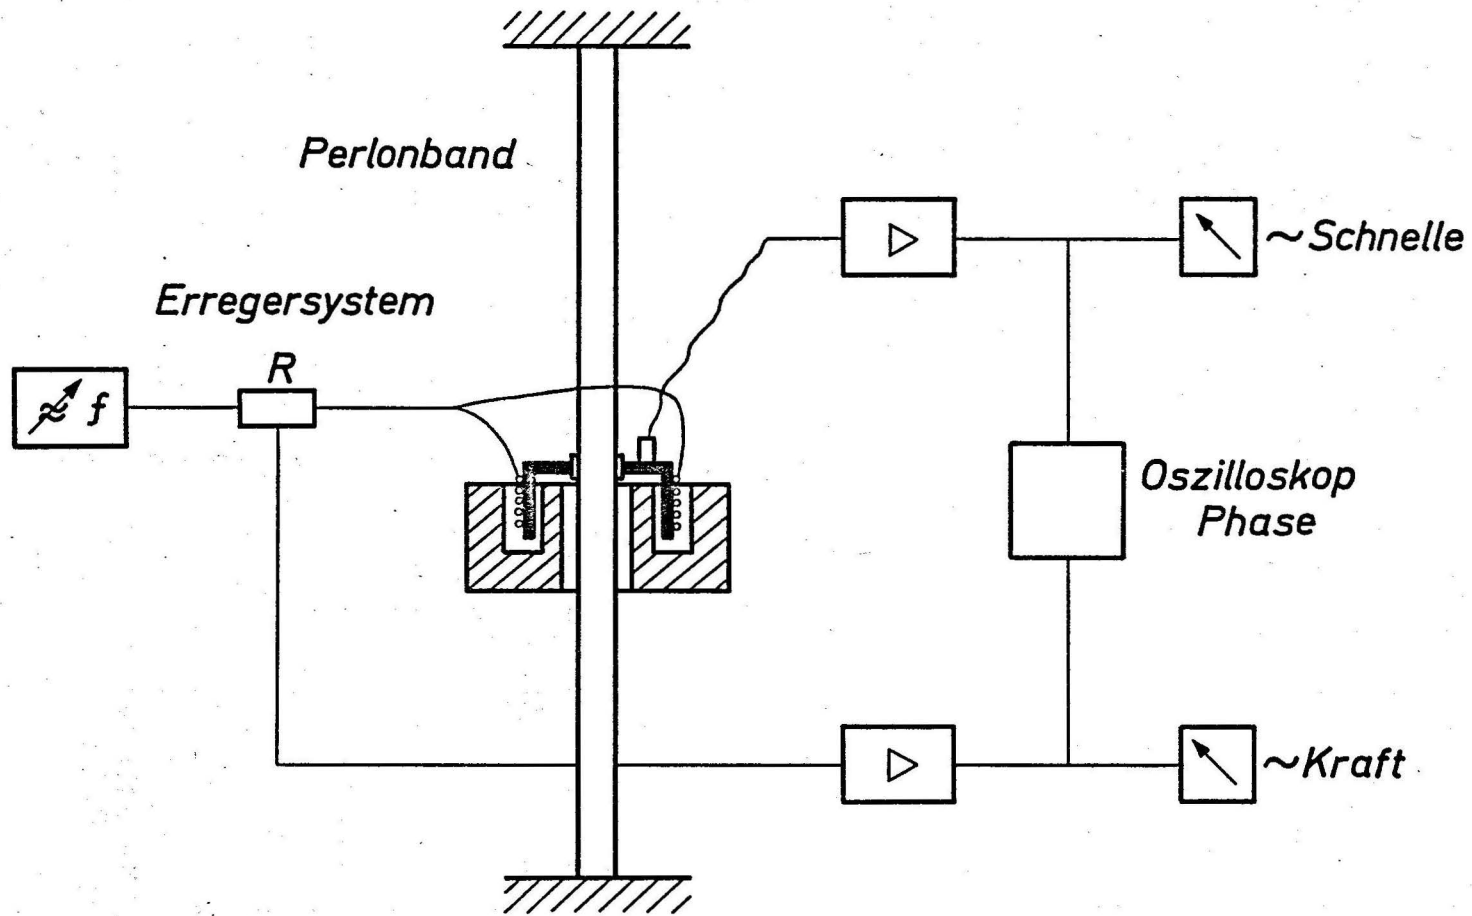 Perlonband
~Schnelle
Erregersystem
R
≈ f
Oszilloskop
Phase
~Kraft